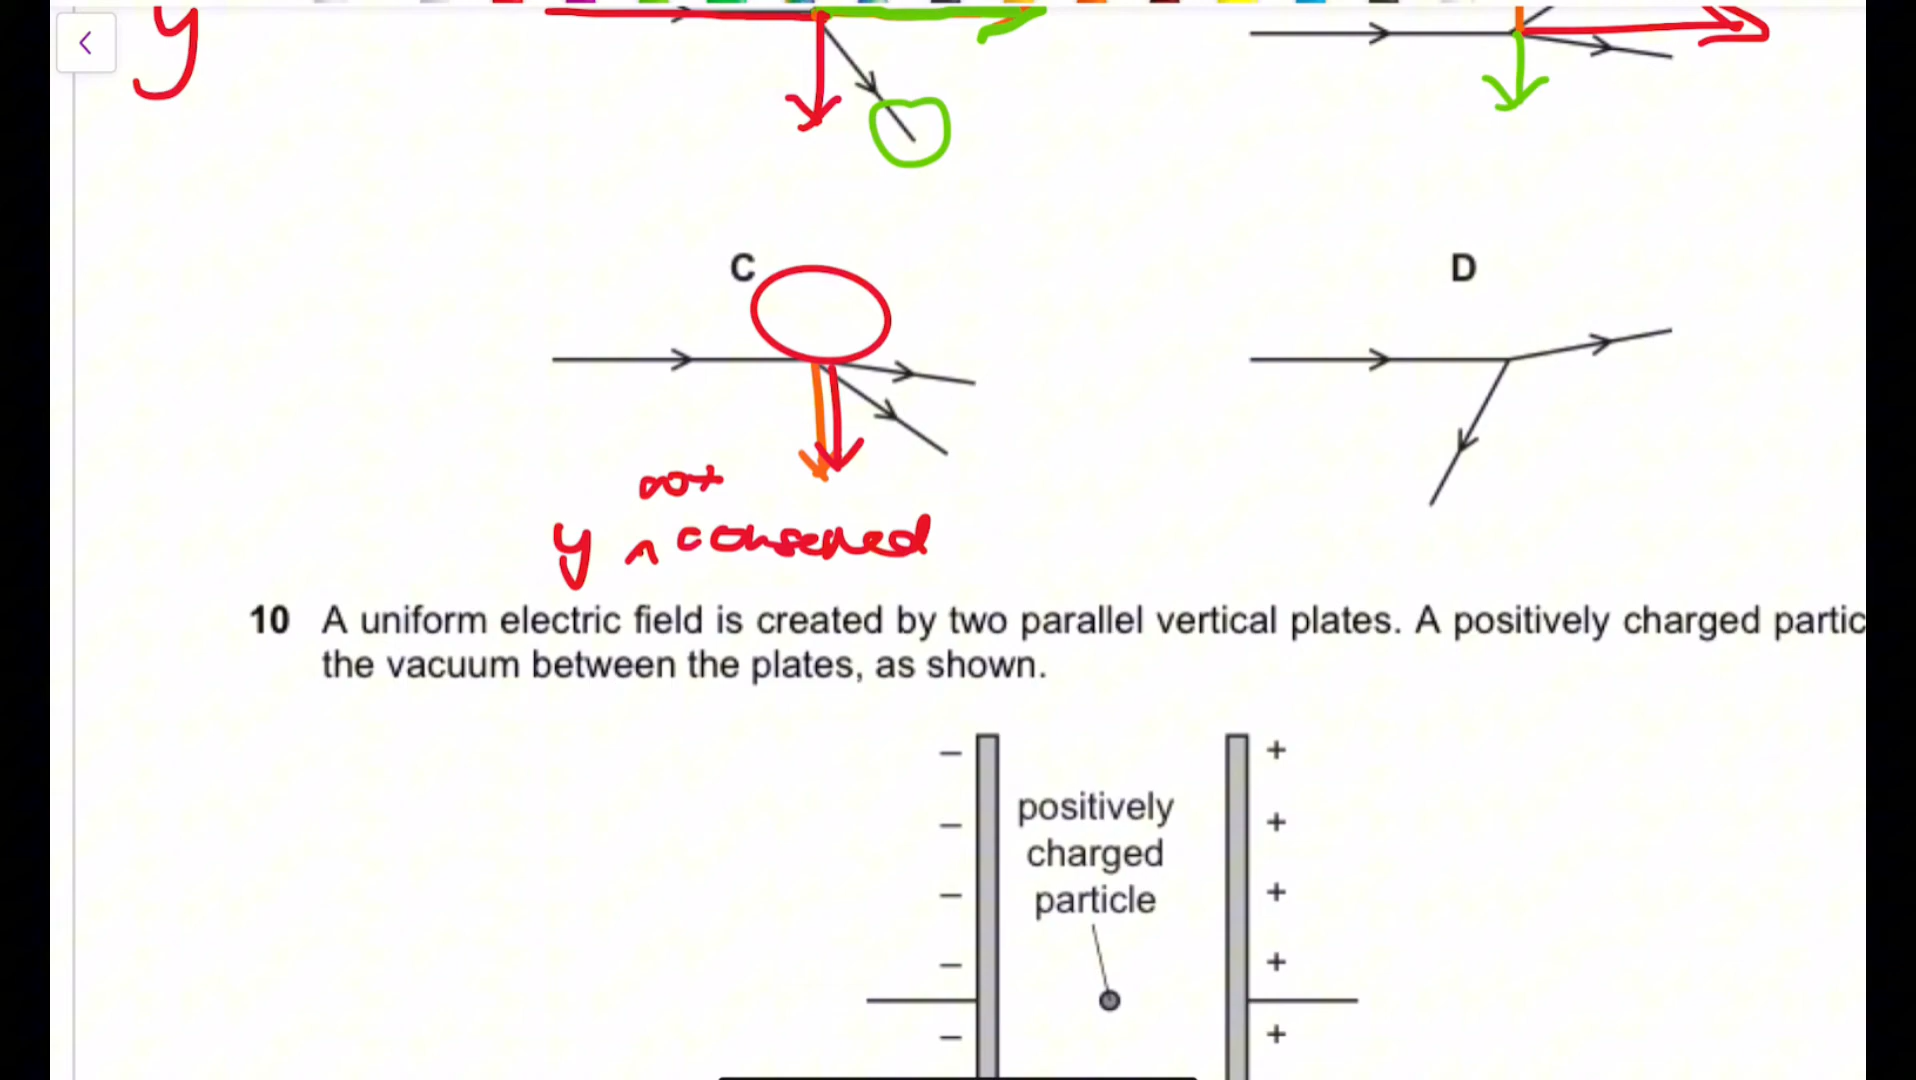 y
C
D
not
y ^ conserved
10 A uniform electric field is created by two parallel vertical plates. A positively charged partic
the vacuum between the plates, as shown.
– +
positively
– +
charged
– +
particle
– +
– +